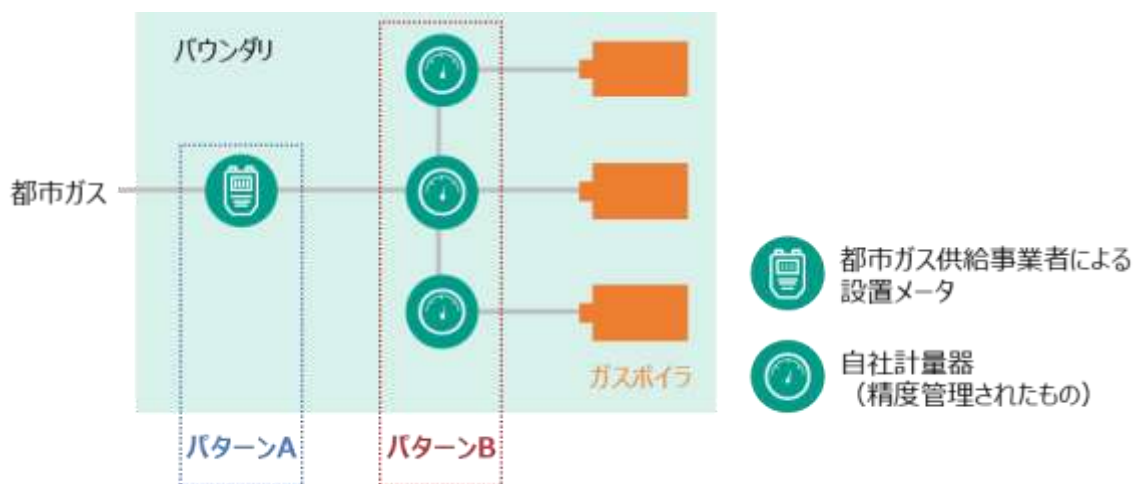 バウンダリ
都市ガス
ガスボイラ
パターンA
パターンB
都市ガス供給事業者による
設置メータ
自社計量器
（精度管理されたもの）